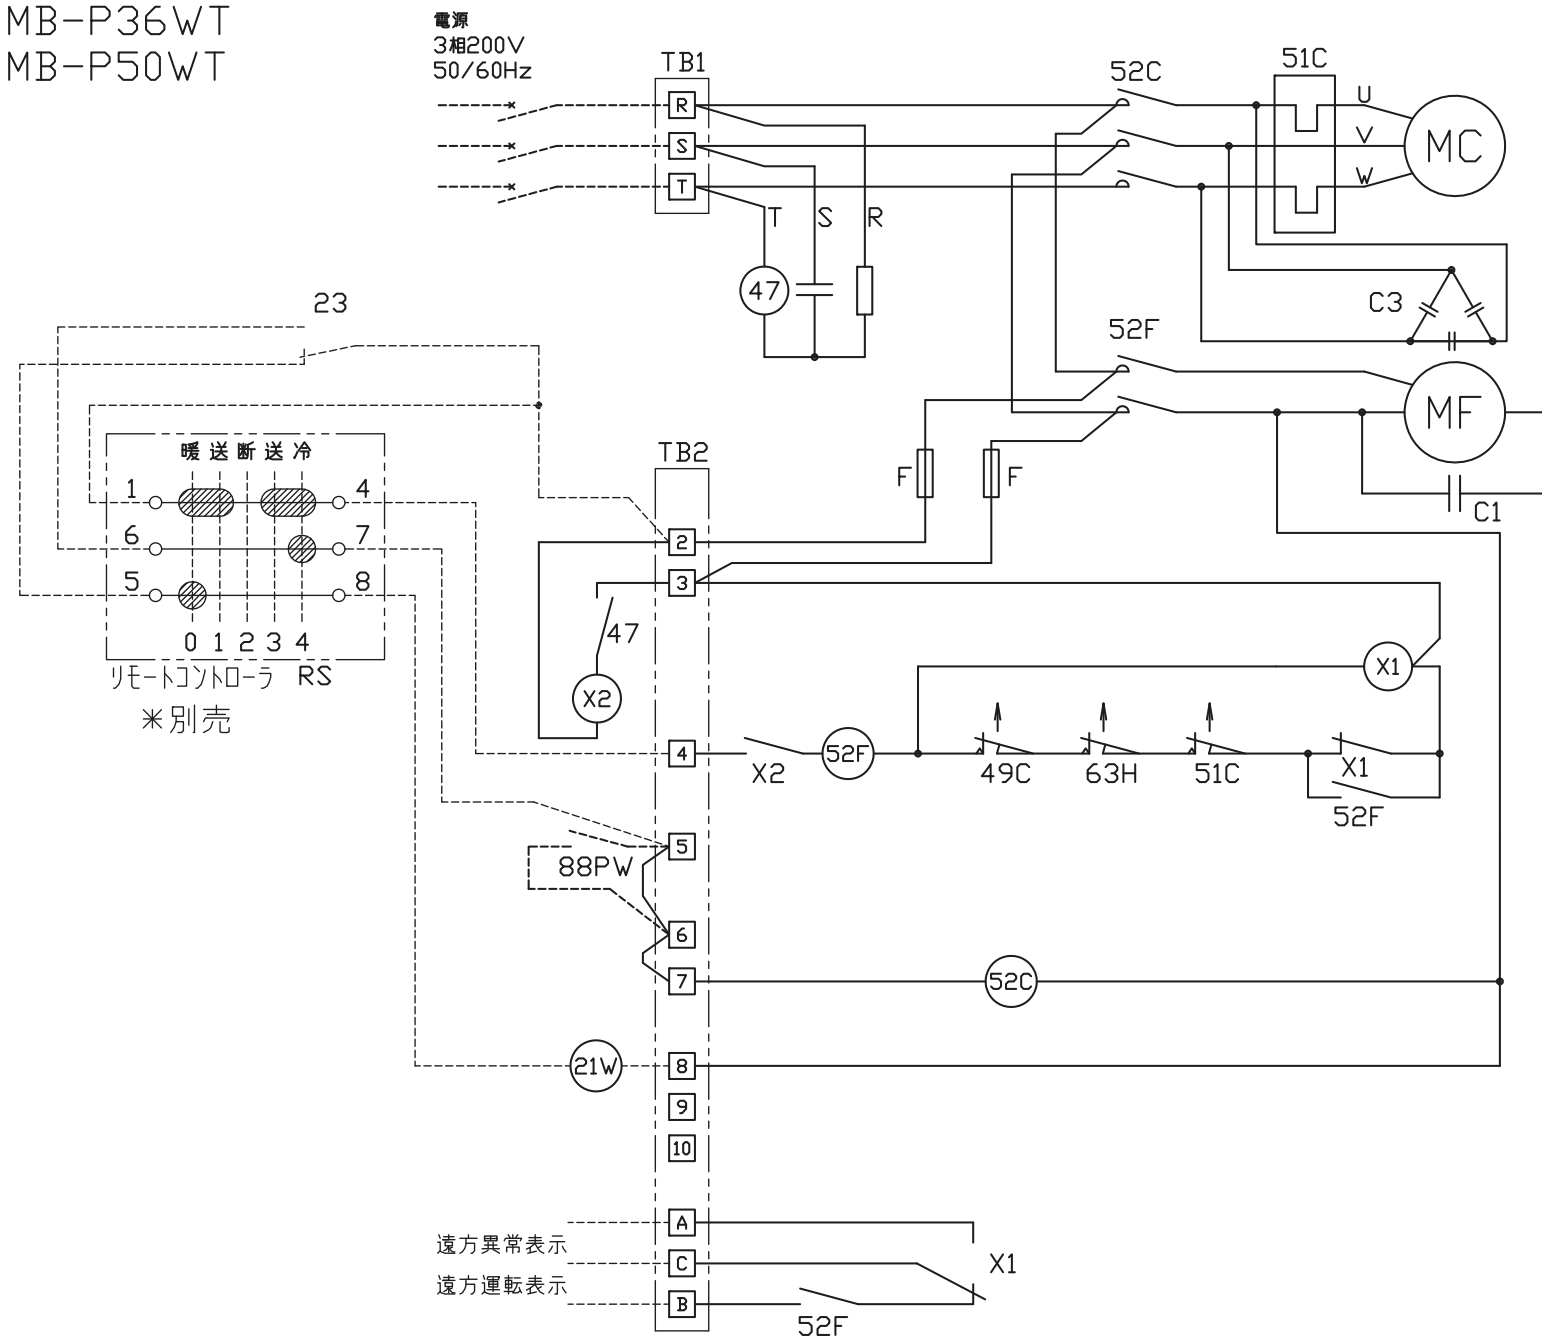 MB-P36WT
MB-P50WT
電源
3相200V
50/60Hz
TB1
R
S
T
52C
51C
U
V
W
MC
T
S
R
47
C3
23
52F
MF
C1
暖 送 断 送 冷
1
4
6
7
5
8
0 1 2 3 4
リモートコントローラ RS
※別売
TB2
F
F
2
3
47
X2
X1
4
X2
52F
49C
63H
51C
X1
52F
5
88PW
6
7
52C
21W
8
9
10
A
遠方異常表示
C
X1
遠方運転表示
B
52F